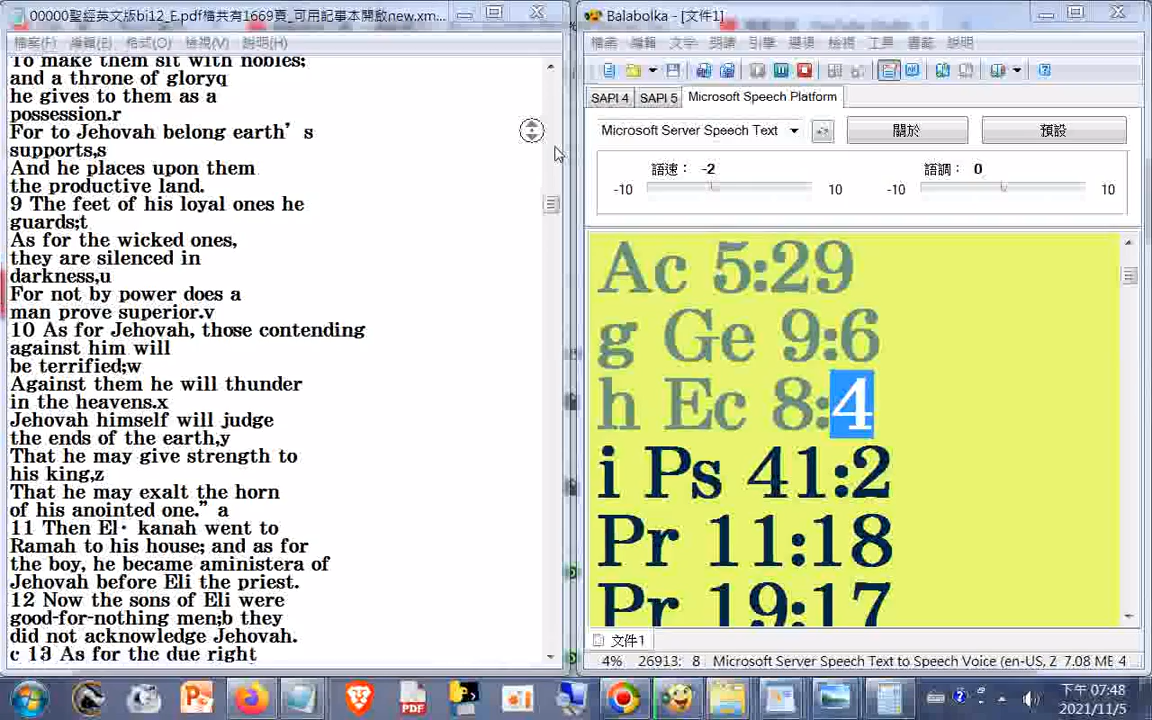 00000聖經英文版bi12_E.pdf檔共有1669頁_可用記事本開啟new.xm...
檔案(F) 編輯(E) 格式(O) 檢視(V) 說明(H)
To make them sit with nobles;
and a throne of gloryq
he gives to them as a
possession.r
For to Jehovah belong earth’s
supports,s
And he places upon them
the productive land.
9 The feet of his loyal ones he
guards;t
As for the wicked ones,
they are silenced in
darkness,u
For not by power does a
man prove superior.v
10 As for Jehovah, those contending
against him will
be terrified;w
Against them he will thunder
in the heavens.x
Jehovah himself will judge
the ends of the earth,y
That he may give strength to
his king,z
That he may exalt the horn
of his anointed one.” a
11 Then El·kanah went to
Ramah to his house; and as for
the boy, he became aministera of
Jehovah before Eli the priest.
12 Now the sons of Eli were
good-for-nothing men;b they
did not acknowledge Jehovah.
c 13 As for the due right
Balabolka - [文件1]
檔案 編輯 文字 朗讀 引擎 選項 檢視 工具 書籤 說明
SAPI 4 SAPI 5 Microsoft Speech Platform
Microsoft Server Speech Text 關於 預設
語速： -2 語調： 0
-10 10 -10 10
Ac 5:29
g Ge 9:6
h Ec 8:4
i Ps 41:2
Pr 11:18
Pr 19:17
文件1
4% 26913: 8 Microsoft Server Speech Text to Speech Voice (en-US, Z 7.08 ME 4
PDF
下午 07:48
2021/11/5